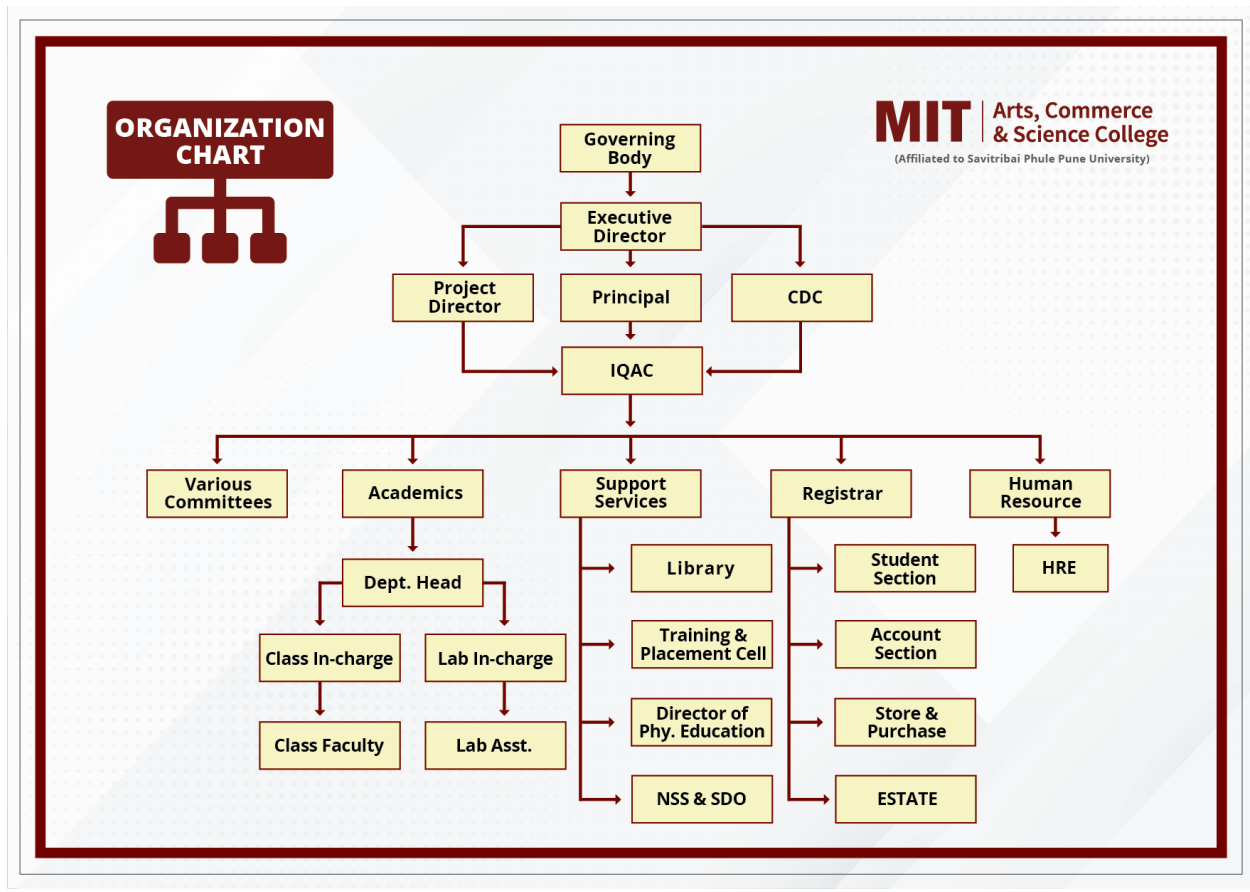 ORGANIZATION
CHART
MIT
Arts, Commerce
& Science College
(Affiliated to Savitribai Phule Pune University)
Governing
Body
Executive
Director
Project
Director
Principal
CDC
IQAC
Various
Committees
Academics
Support
Services
Registrar
Human
Resource
Dept. Head
Class In-charge
Lab In-charge
Class Faculty
Lab Asst.
Library
Training &
Placement Cell
Director of
Phy. Education
NSS & SDO
Student
Section
Account
Section
Store &
Purchase
ESTATE
HRE